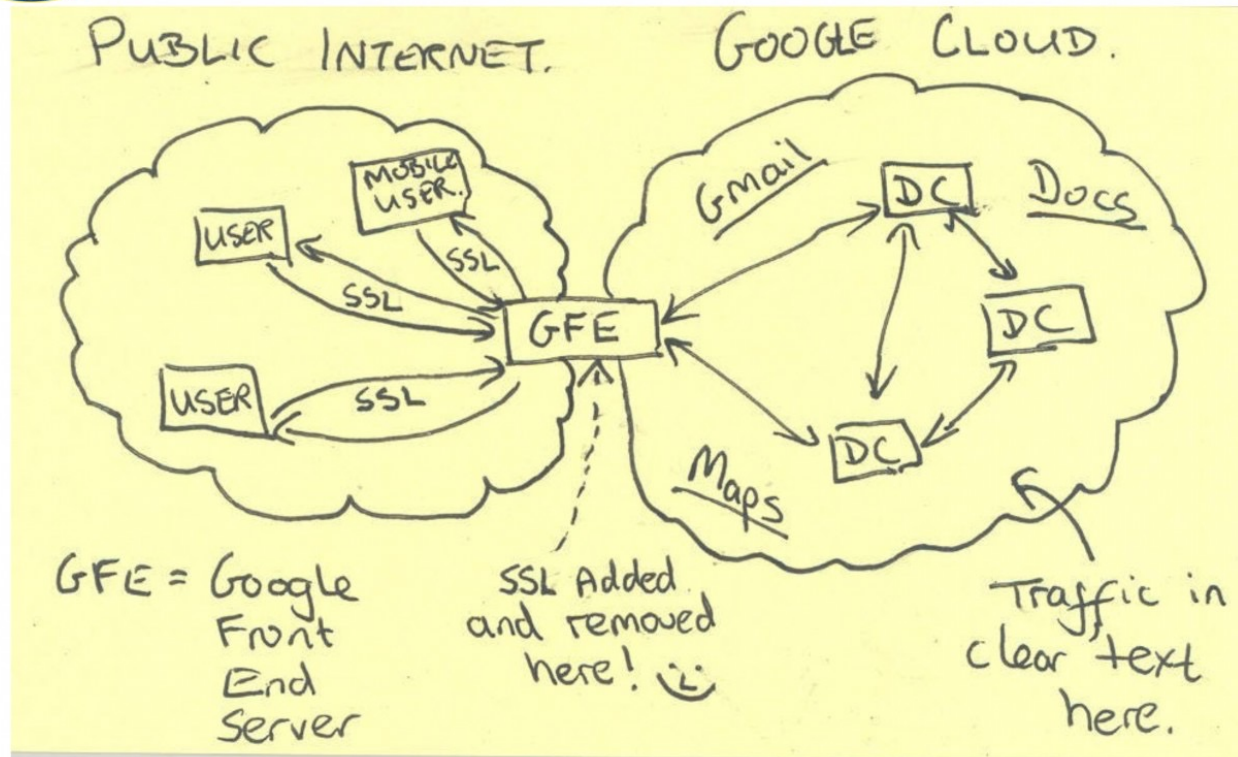 PUBLIC INTERNET.
GOOGLE CLOUD.
MOBILE
USER.
USER
SSL
SSL
GFE
USER
SSL
Gmail
DC
Docs
DC
DC
Maps
GFE = Google
Front
End
Server
SSL Added
and removed
here!
Traffic in
clear text
here.